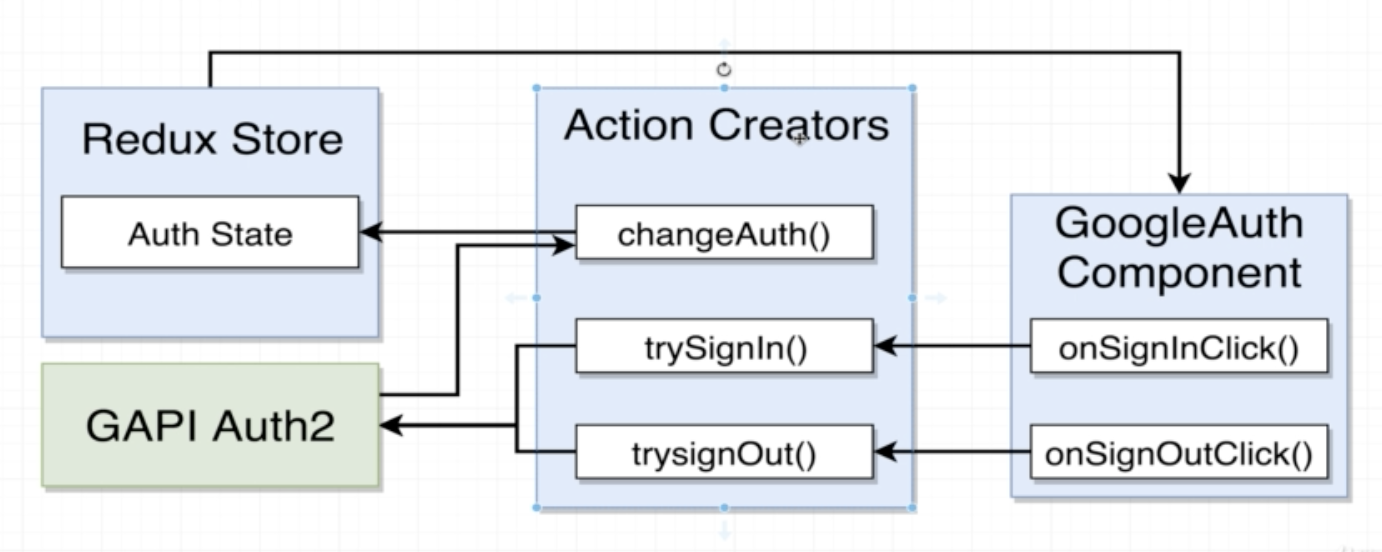 Redux Store
Auth State
GAPI Auth2
Action Creators
changeAuth()
trySignIn()
trysignOut()
GoogleAuth
Component
onSignInClick()
onSignOutClick()